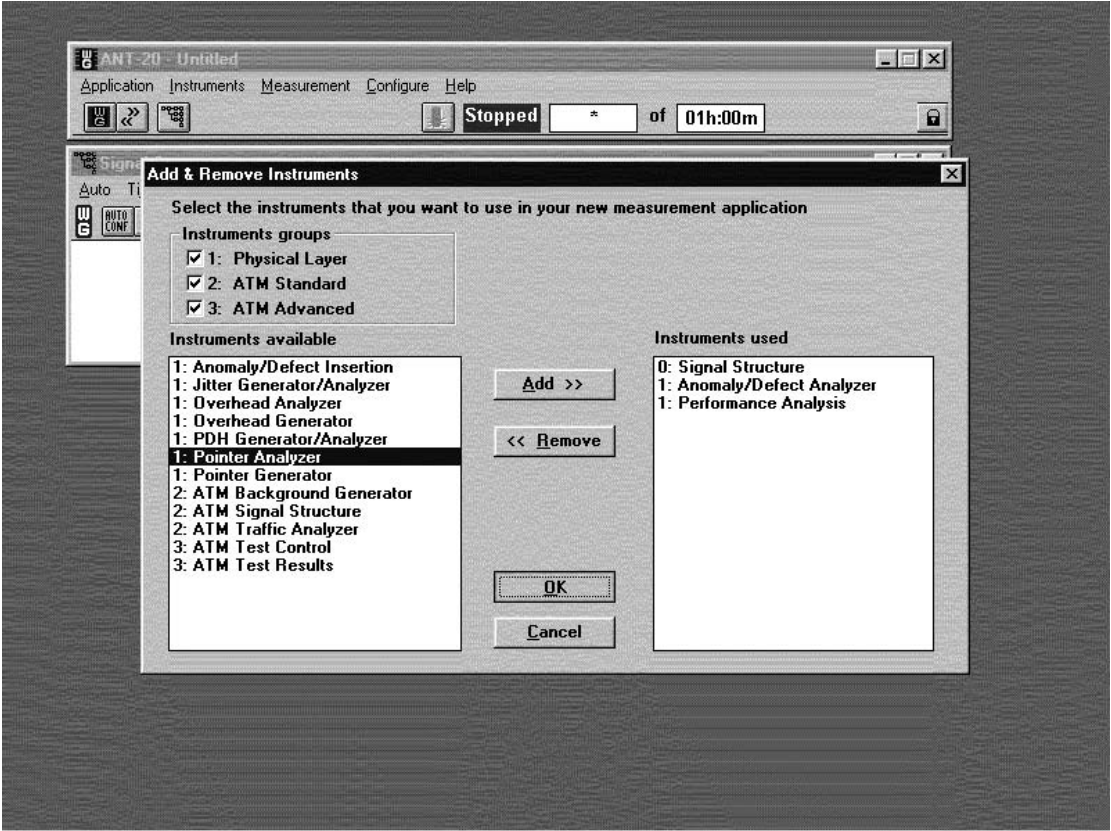 WG ANT-20 - Untitled
Application Instruments Measurement Configure Help
WG Stopped * of 01h:00m
Signa
Auto Ti
WG AUTO CONF
Add & Remove Instruments
Select the instruments that you want to use in your new measurement application
Instruments groups
1: Physical Layer
2: ATM Standard
3: ATM Advanced
Instruments available
1: Anomaly/Defect Insertion
1: Jitter Generator/Analyzer
1: Overhead Analyzer
1: Overhead Generator
1: PDH Generator/Analyzer
1: Pointer Analyzer
1: Pointer Generator
2: ATM Background Generator
2: ATM Signal Structure
2: ATM Traffic Analyzer
3: ATM Test Control
3: ATM Test Results
Add >>
<< Remove
OK
Cancel
Instruments used
0: Signal Structure
1: Anomaly/Defect Analyzer
1: Performance Analysis